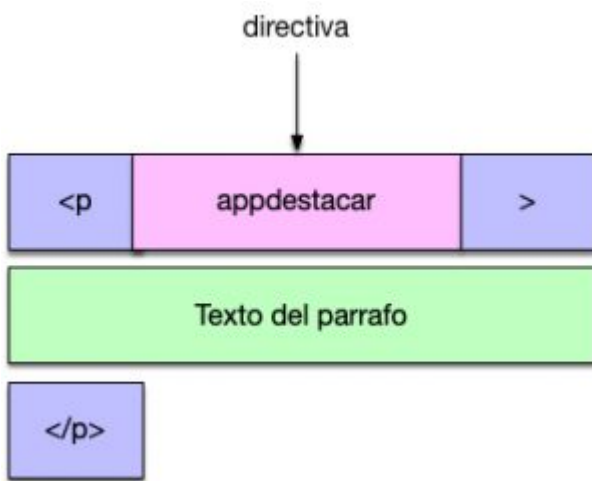 directiva
<p appdestacar >
Texto del parrafo
</p>